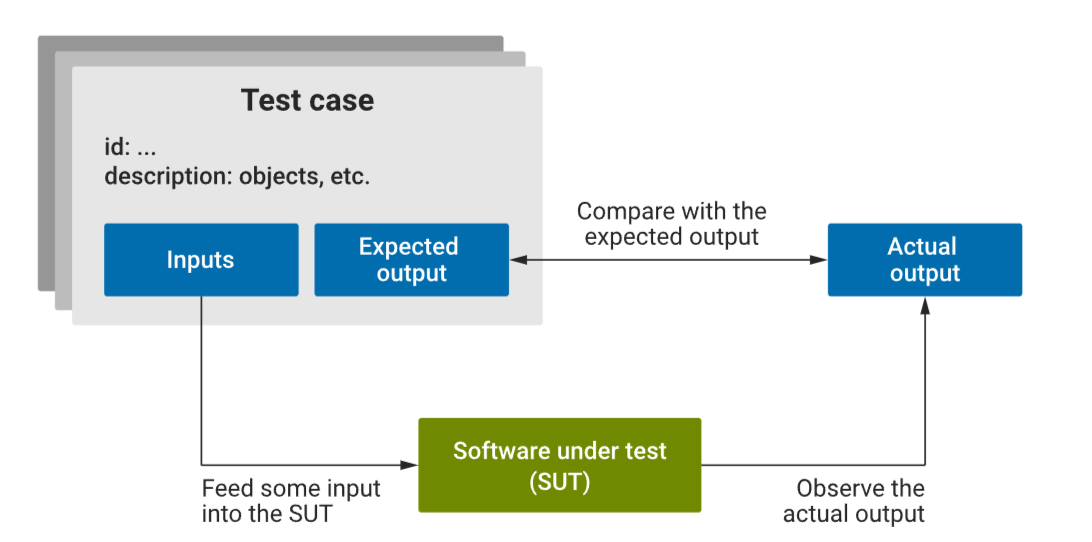 Test case
id: ...
description: objects, etc.
Inputs
Expected
output
Compare with the
expected output
Actual
output
Software under test
(SUT)
Feed some input
into the SUT
Observe the
actual output